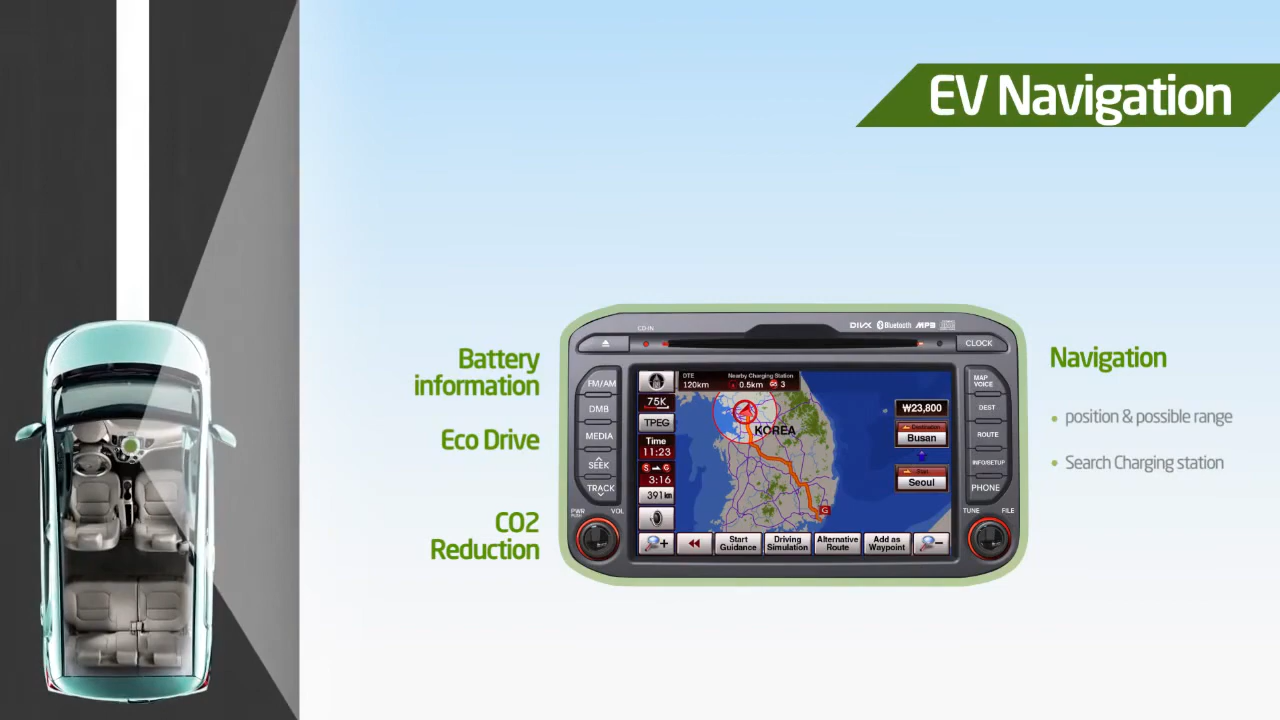 EV Navigation
Battery
information
Eco Drive
CO2
Reduction
CD-IN
DIVX Bluetooth MP3
CLOCK
FM/AM
DMB
MEDIA
SEEK
TRACK
PWR
VOL
DTE
120km
Nearby Charging Station
0.5km 3
75K
TPEG
Time
11:23
S G
3:16
391km
KOREA
G
₩23,800
Destination
Busan
Seoul
Start
Guidance
Driving
Simulation
Alternative
Route
Add as
Waypoint
MAP
VOICE
DEST
ROUTE
INFO/SETUP
PHONE
TUNE
FILE
Navigation
• position & possible range
• Search Charging station